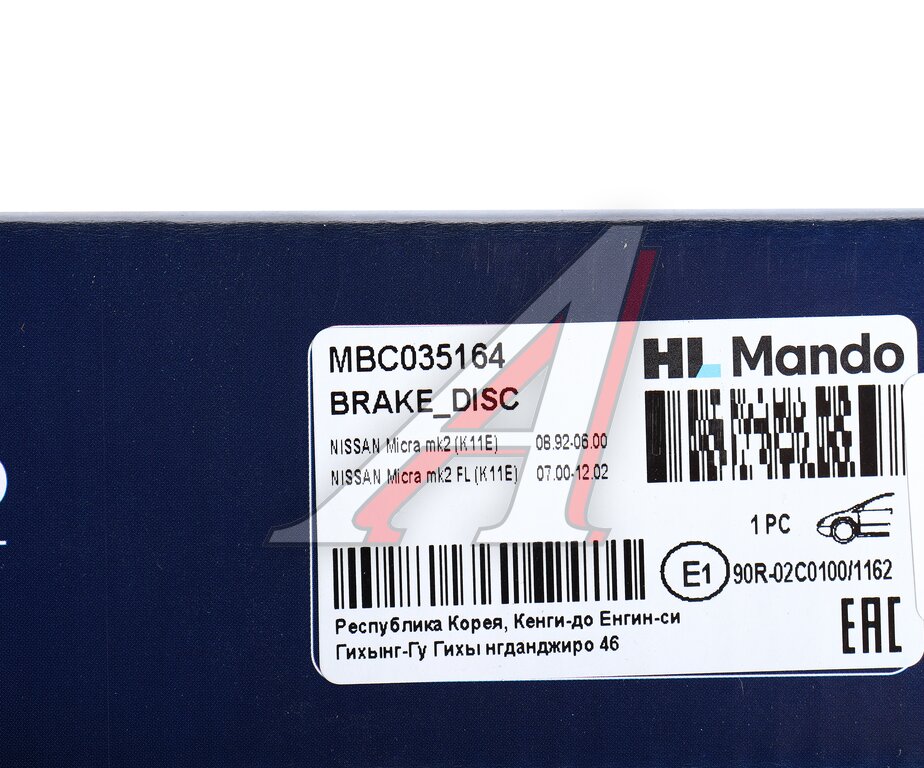 MBC035164
BRAKE_DISC
HL Mando
NISSAN Micra mk2 (K11E) 08.92-06.00
NISSAN Micra mk2 FL (K11E) 07.00-12.02
1 PC
E1 90R-02C0100/1162
Республика Корея, Кенги-до Енгин-си
Гихынг-Гу Гихы нгданджиро 46
EAC